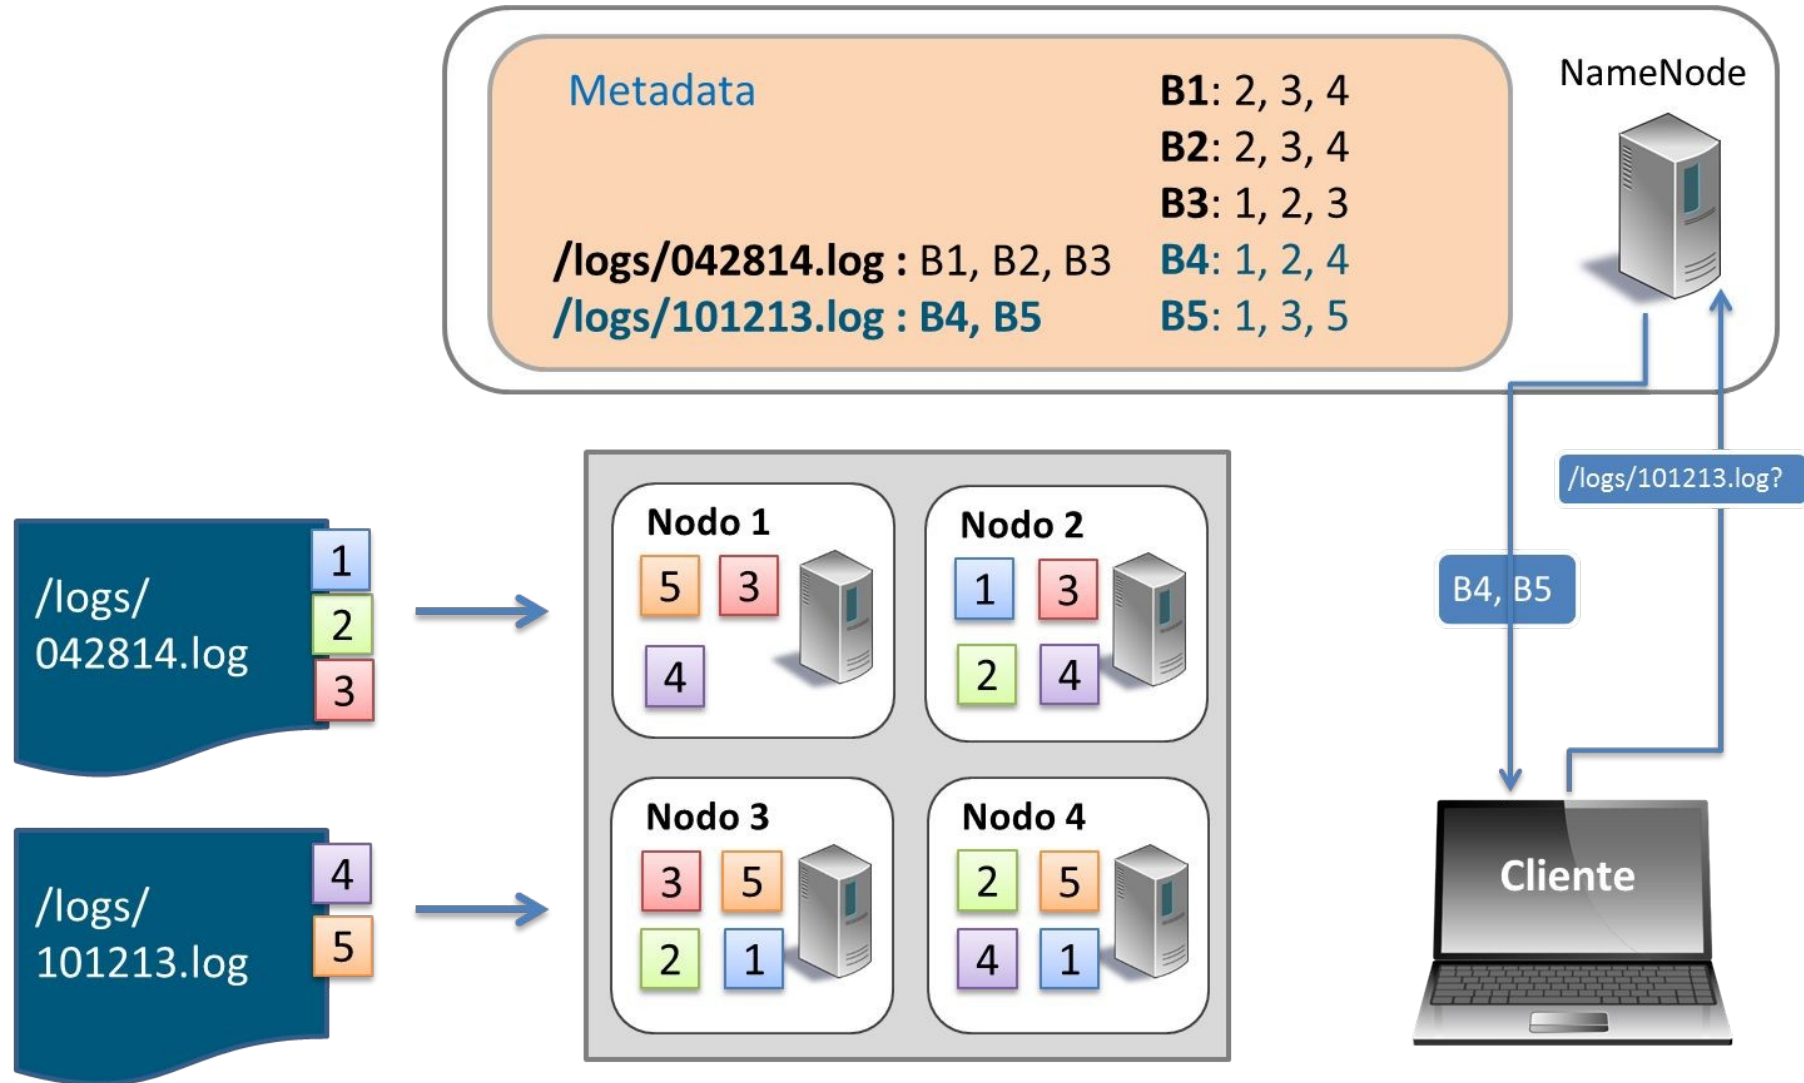 Metadata
B1: 2, 3, 4
B2: 2, 3, 4
B3: 1, 2, 3
/logs/042814.log : B1, B2, B3
B4: 1, 2, 4
/logs/101213.log : B4, B5
B5: 1, 3, 5
NameNode
/logs/101213.log?
B4, B5
/logs/
042814.log
1
2
3
/logs/
101213.log
4
5
Nodo 1
5 3
4
Nodo 2
1 3
2 4
Nodo 3
3 5
2 1
Nodo 4
2 5
4 1
Cliente